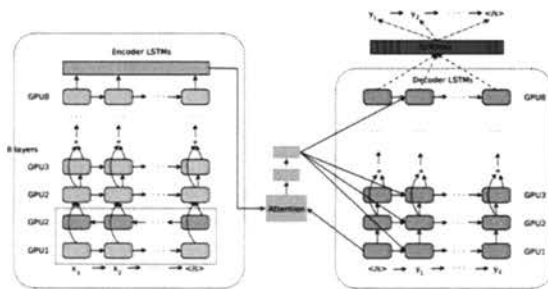 y₁ → y₂ → ⋯ → </s>
Encoder LSTMs
Decoder LSTMs
GPU8
GPU8
8 layers
GPU3
GPU2
GPU2
GPU1
Attention
GPU3
GPU2
GPU1
x₁ → x₂ → </s>
</s> → y₁ → ⋯ → y₂